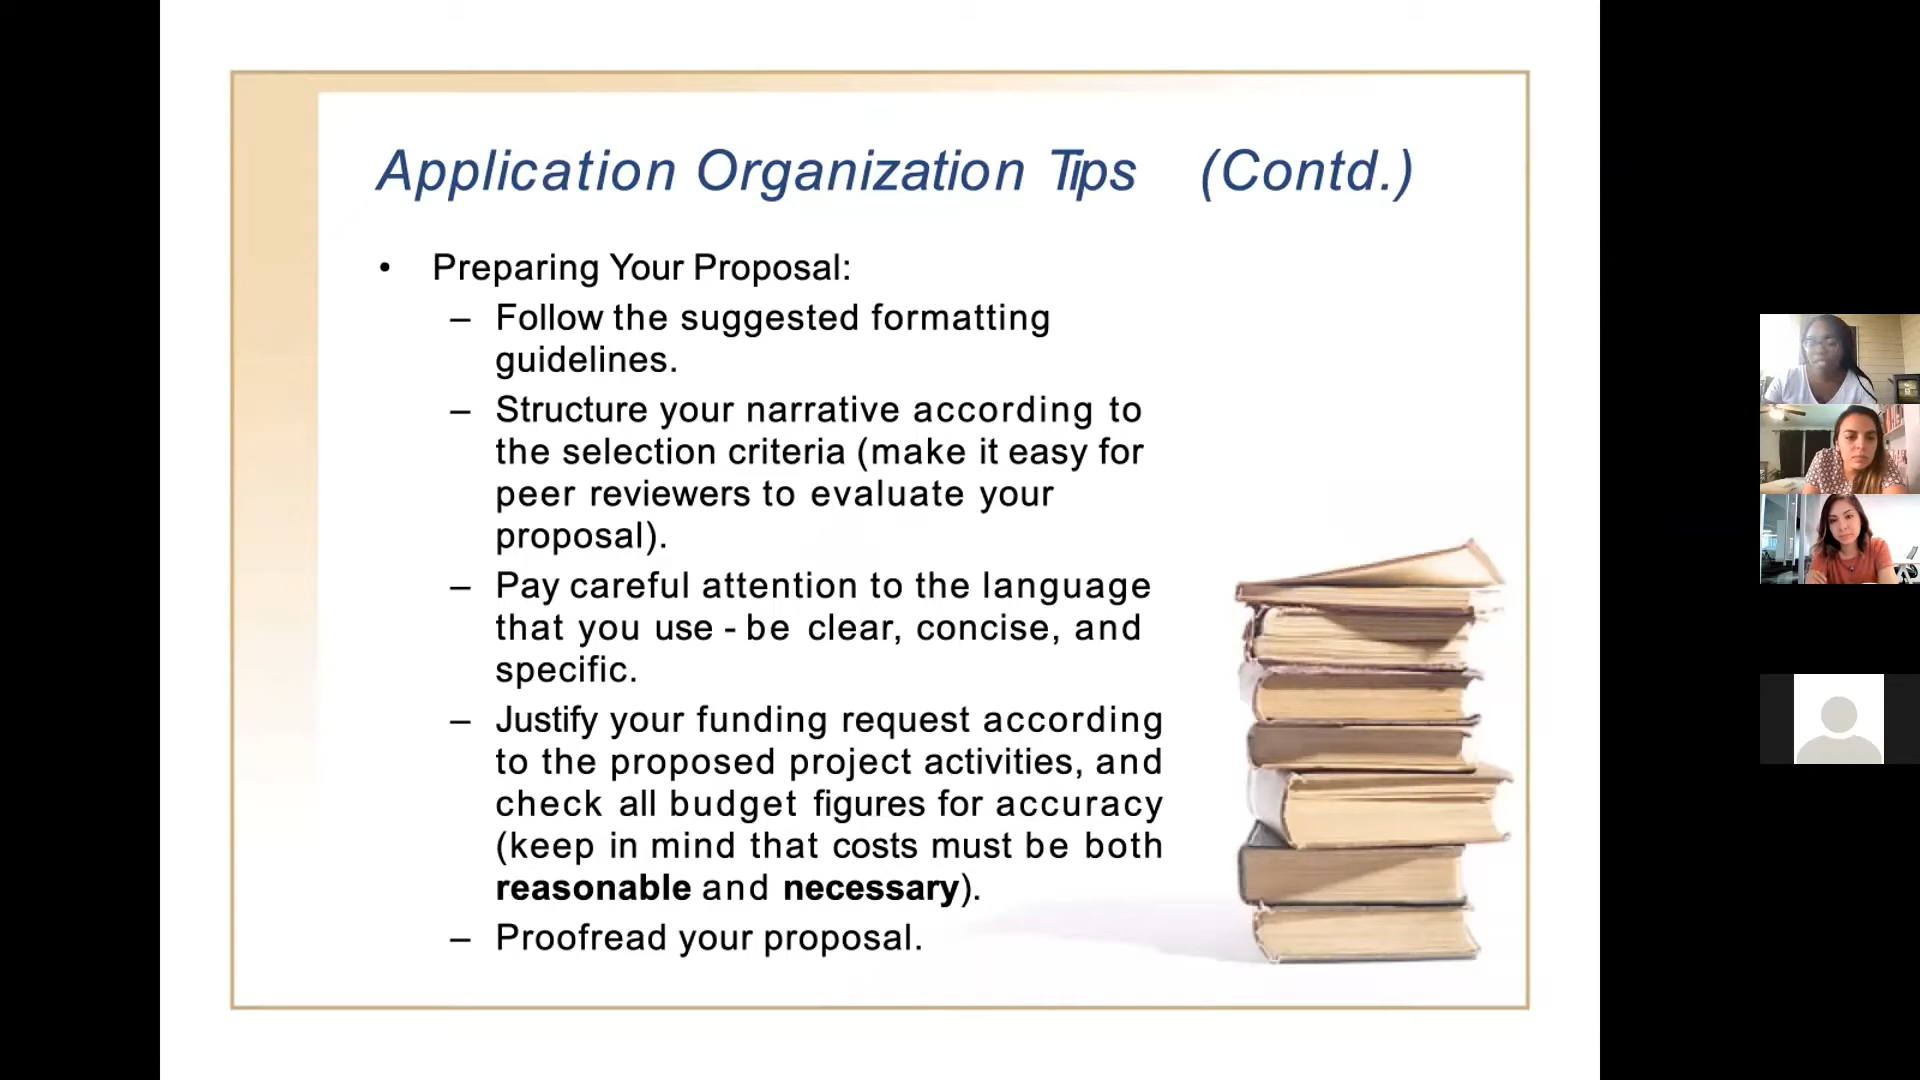 Application Organization Tips (Contd.)
• Preparing Your Proposal:
– Follow the suggested formatting
guidelines.
– Structure your narrative according to
the selection criteria (make it easy for
peer reviewers to evaluate your
proposal).
– Pay careful attention to the language
that you use - be clear, concise, and
specific.
– Justify your funding request according
to the proposed project activities, and
check all budget figures for accuracy
(keep in mind that costs must be both
reasonable and necessary).
– Proofread your proposal.